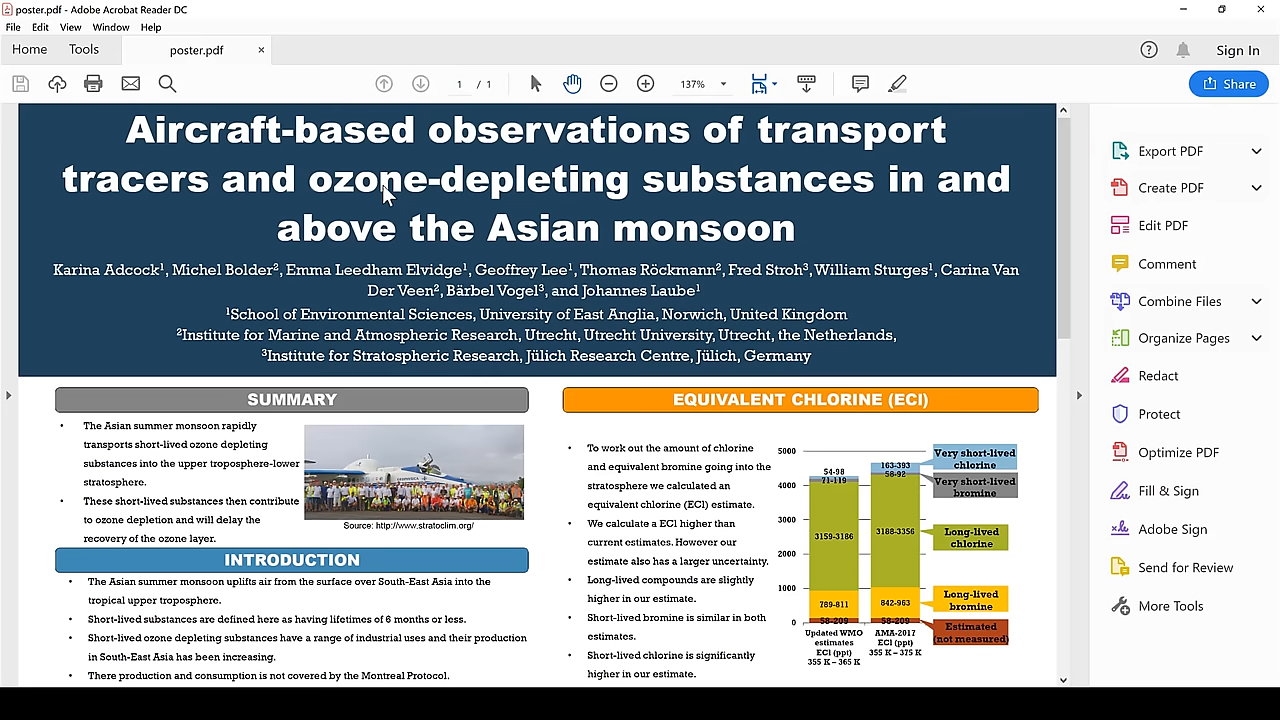 poster.pdf - Adobe Acrobat Reader DC
File Edit View Window Help
Home Tools poster.pdf × Sign In
1 / 1 137% Share
Aircraft-based observations of transport
tracers and ozone-depleting substances in and
above the Asian monsoon
Karina Adcock¹, Michel Bolder², Emma Leedham Elvidge¹, Geoffrey Lee¹, Thomas Röckmann², Fred Stroh³, William Sturges¹, Carina Van
Der Veen², Bärbel Vogel³, and Johannes Laube¹
¹School of Environmental Sciences, University of East Anglia, Norwich, United Kingdom
²Institute for Marine and Atmospheric Research, Utrecht, Utrecht University, Utrecht, the Netherlands,
³Institute for Stratospheric Research, Jülich Research Centre, Jülich, Germany
SUMMARY
• The Asian summer monsoon rapidly
transports short-lived ozone depleting
substances into the upper troposphere-lower
stratosphere.
• These short-lived substances then contribute
to ozone depletion and will delay the
recovery of the ozone layer.
Source: http://www.stratoclim.org/
INTRODUCTION
• The Asian summer monsoon uplifts air from the surface over South-East Asia into the
tropical upper troposphere.
• Short-lived substances are defined here as having lifetimes of 6 months or less.
• Short-lived ozone depleting substances have a range of industrial uses and their production
in South-East Asia has been increasing.
• There production and consumption is not covered by the Montreal Protocol.
EQUIVALENT CHLORINE (ECl)
• To work out the amount of chlorine
and equivalent bromine going into the
stratosphere we calculated an
equivalent chlorine (ECl) estimate.
• We calculate a ECl higher than
current estimates. However our
estimate also has a larger uncertainty.
• Long-lived compounds are slightly
higher in our estimate.
• Short-lived bromine is similar in both
estimates.
• Short-lived chlorine is significantly
higher in our estimate.
5000
4000
3000
2000
1000
0
54-98
71-119
3159-3186
789-811
58-209
163-393
58-92
3188-3356
842-963
58-209
Updated WMO
estimates
ECl (ppt)
355 K – 365 K
AMA-2017
ECl (ppt)
355 K – 375 K
Very short-lived
chlorine
Very short-lived
bromine
Long-lived
chlorine
Long-lived
bromine
Estimated
(not measured)
Export PDF
Create PDF
Edit PDF
Comment
Combine Files
Organize Pages
Redact
Protect
Optimize PDF
Fill & Sign
Adobe Sign
Send for Review
More Tools